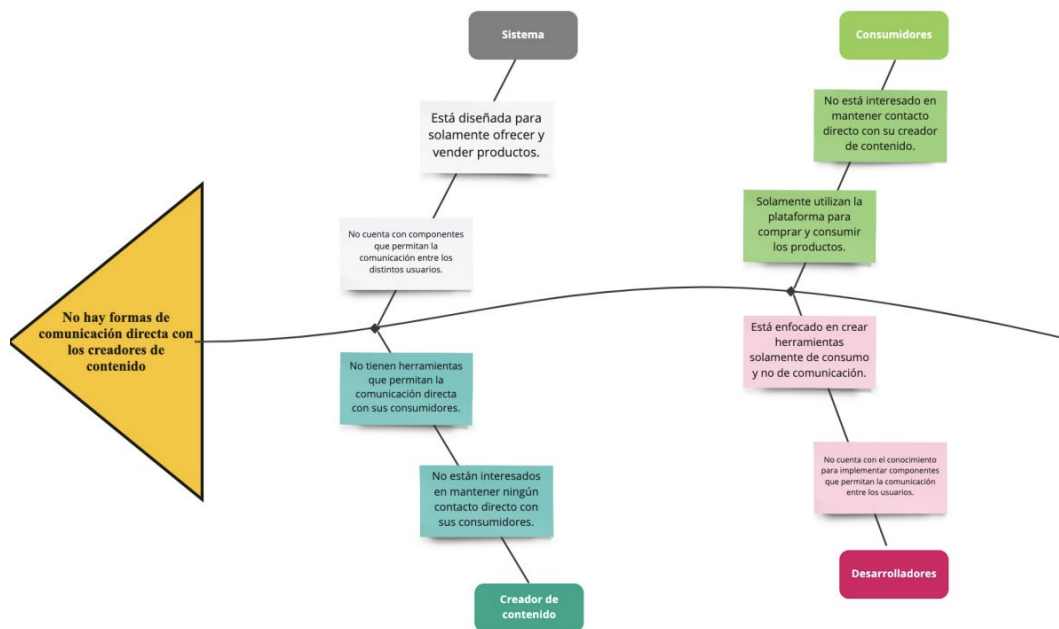 Sistema
Consumidores
Está diseñada para
solamente ofrecer y
vender productos.
No está interesado en
mantener contacto
directo con su creador
de contenido.
No cuenta con componentes
que permitan la
comunicación entre los
distintos usuarios.
Solamente utilizan la
plataforma para
comprar y consumir
los productos.
No hay formas de
comunicación directa con
los creadores de
contenido
No tienen herramientas
que permitan la
comunicación directa
con sus consumidores.
Está enfocado en crear
herramientas
solamente de consumo
y no de comunicación.
No están interesados
en mantener ningún
contacto directo con
sus consumidores.
No cuenta con el conocimiento
para implementar componentes
que permitan la comunicación
entre los usuarios.
Creador de
contenido
Desarrolladores